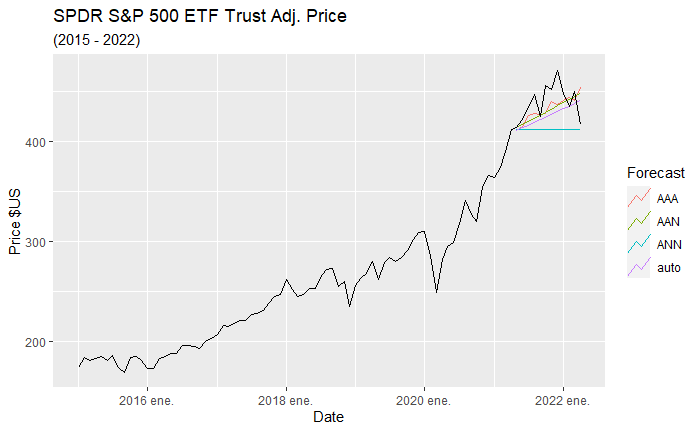 SPDR S&P 500 ETF Trust Adj. Price
(2015 - 2022)
400
300
200
Price $US
2016 ene.
2018 ene.
2020 ene.
2022 ene.
Date
Forecast
AAA
AAN
ANN
auto